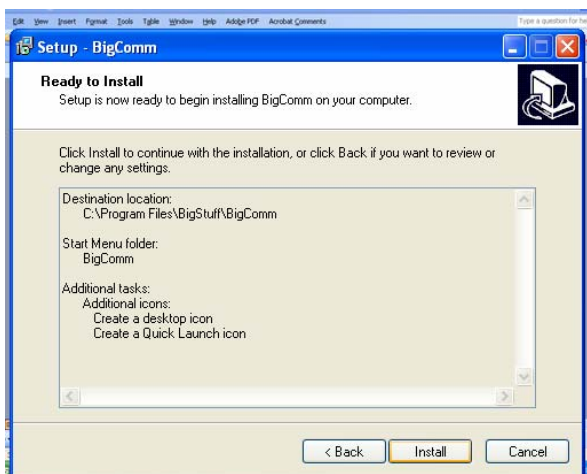 Edit View Insert Format Tools Table Window Help Adobe PDF Acrobat Comments
Type a question for he
Setup - BigComm
Ready to Install
Setup is now ready to begin installing BigComm on your computer.
Click Install to continue with the installation, or click Back if you want to review or
change any settings.
Destination location:
C:\Program Files\BigStuff\BigComm
Start Menu folder:
BigComm
Additional tasks:
Additional icons:
Create a desktop icon
Create a Quick Launch icon
< Back Install Cancel